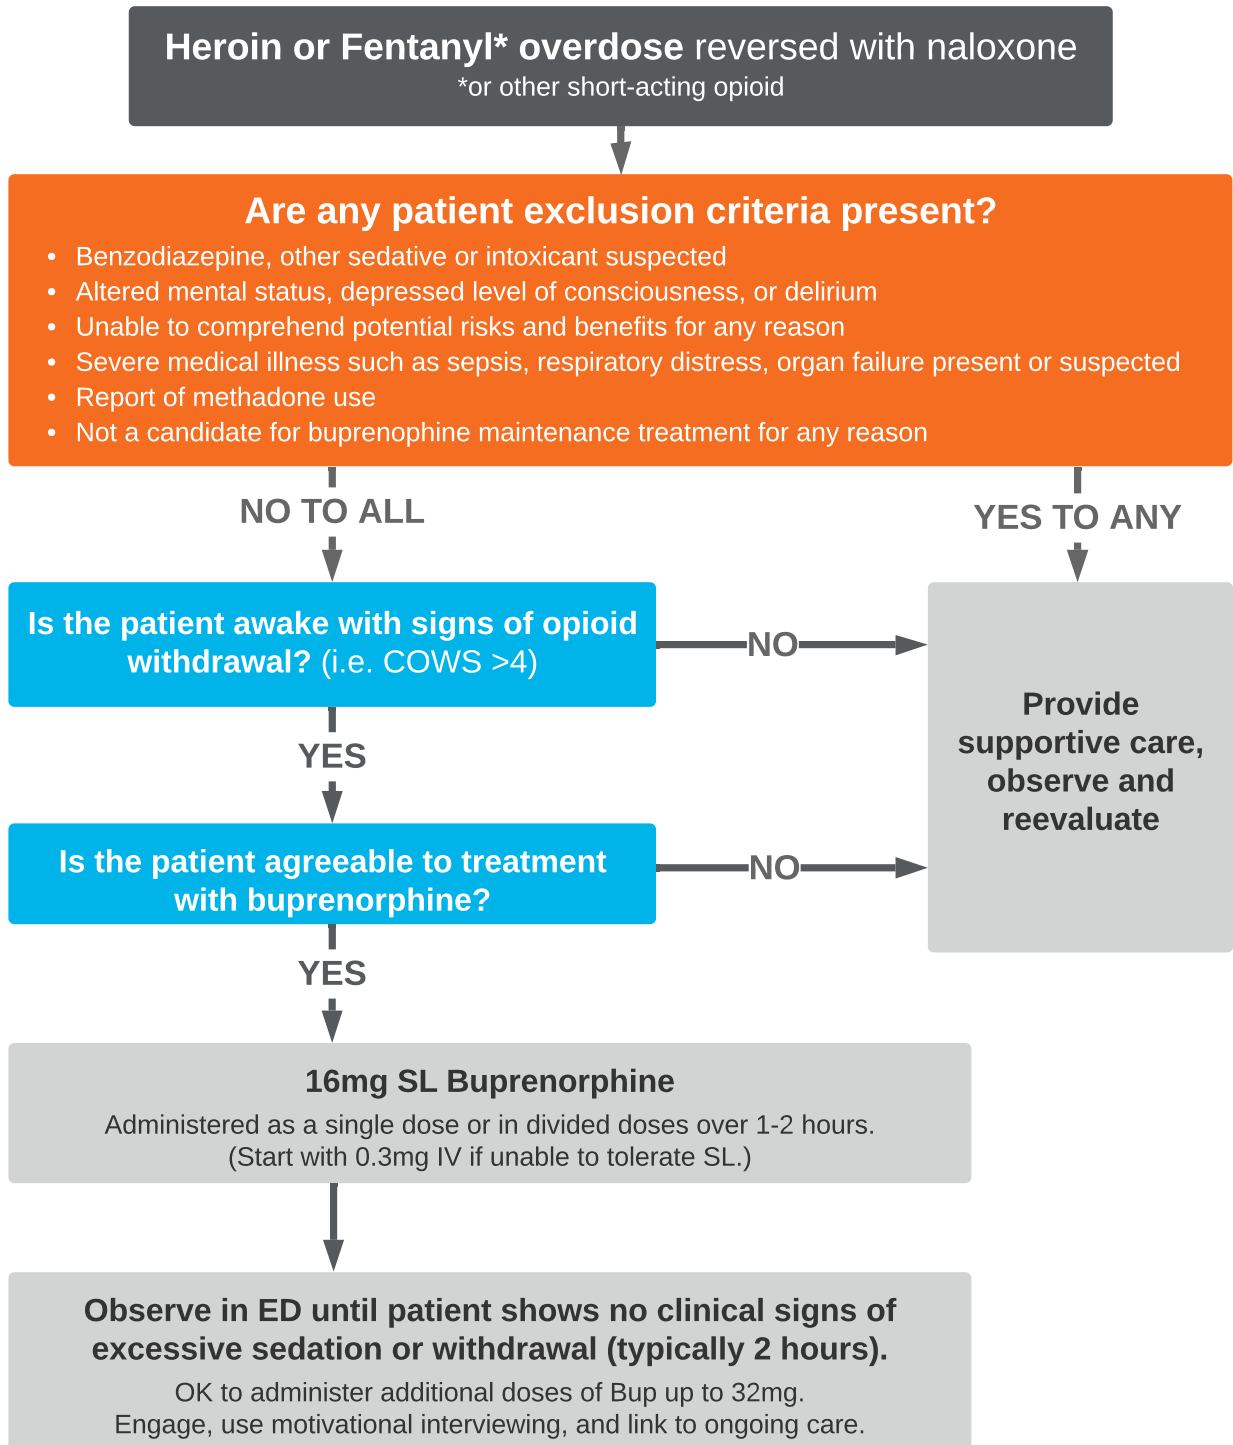 Heroin or Fentanyl* overdose reversed with naloxone
*or other short-acting opioid
Are any patient exclusion criteria present?
• Benzodiazepine, other sedative or intoxicant suspected
• Altered mental status, depressed level of consciousness, or delirium
• Unable to comprehend potential risks and benefits for any reason
• Severe medical illness such as sepsis, respiratory distress, organ failure present or suspected
• Report of methadone use
• Not a candidate for buprenophine maintenance treatment for any reason
NO TO ALL
YES TO ANY
Is the patient awake with signs of opioid
withdrawal? (i.e. COWS >4)
NO
Provide
supportive care,
observe and
reevaluate
YES
Is the patient agreeable to treatment
with buprenorphine?
NO
YES
16mg SL Buprenorphine
Administered as a single dose or in divided doses over 1-2 hours.
(Start with 0.3mg IV if unable to tolerate SL.)
Observe in ED until patient shows no clinical signs of
excessive sedation or withdrawal (typically 2 hours).
OK to administer additional doses of Bup up to 32mg.
Engage, use motivational interviewing, and link to ongoing care.